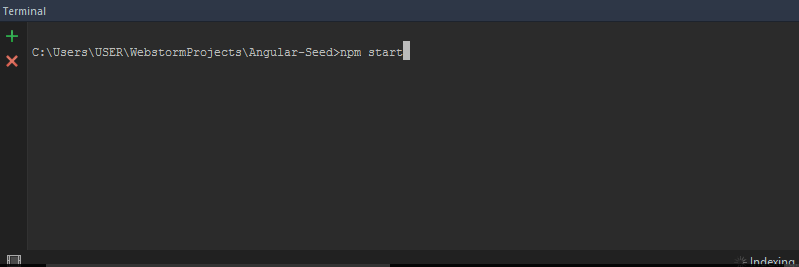 Terminal
C:\Users\USER\WebstormProjects\Angular-Seed>npm start
Indexing